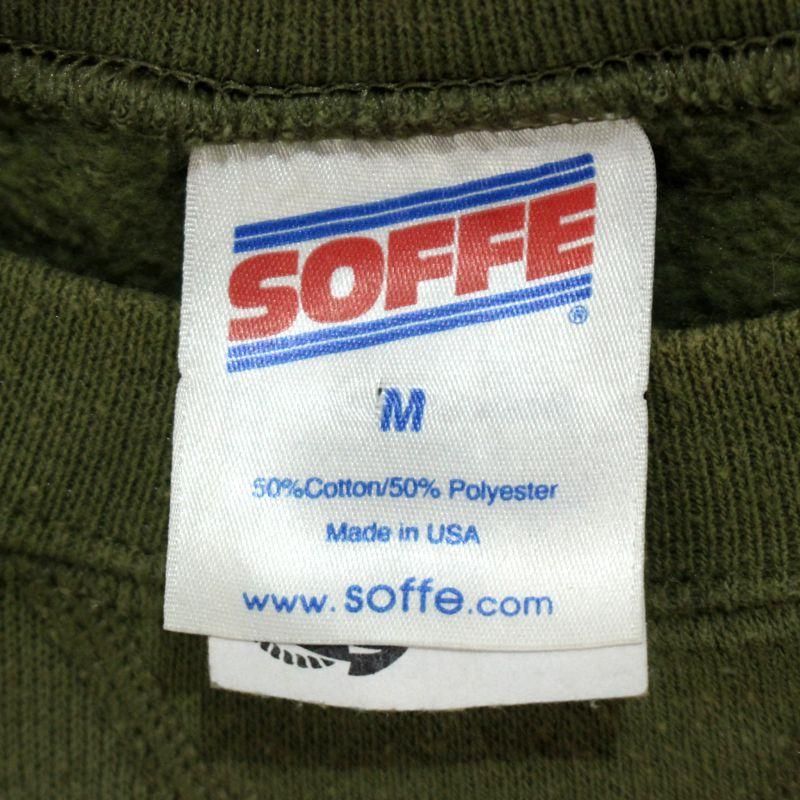 SOFFE
®
M
50%Cotton/50% Polyester
Made in USA
www.soffe.com